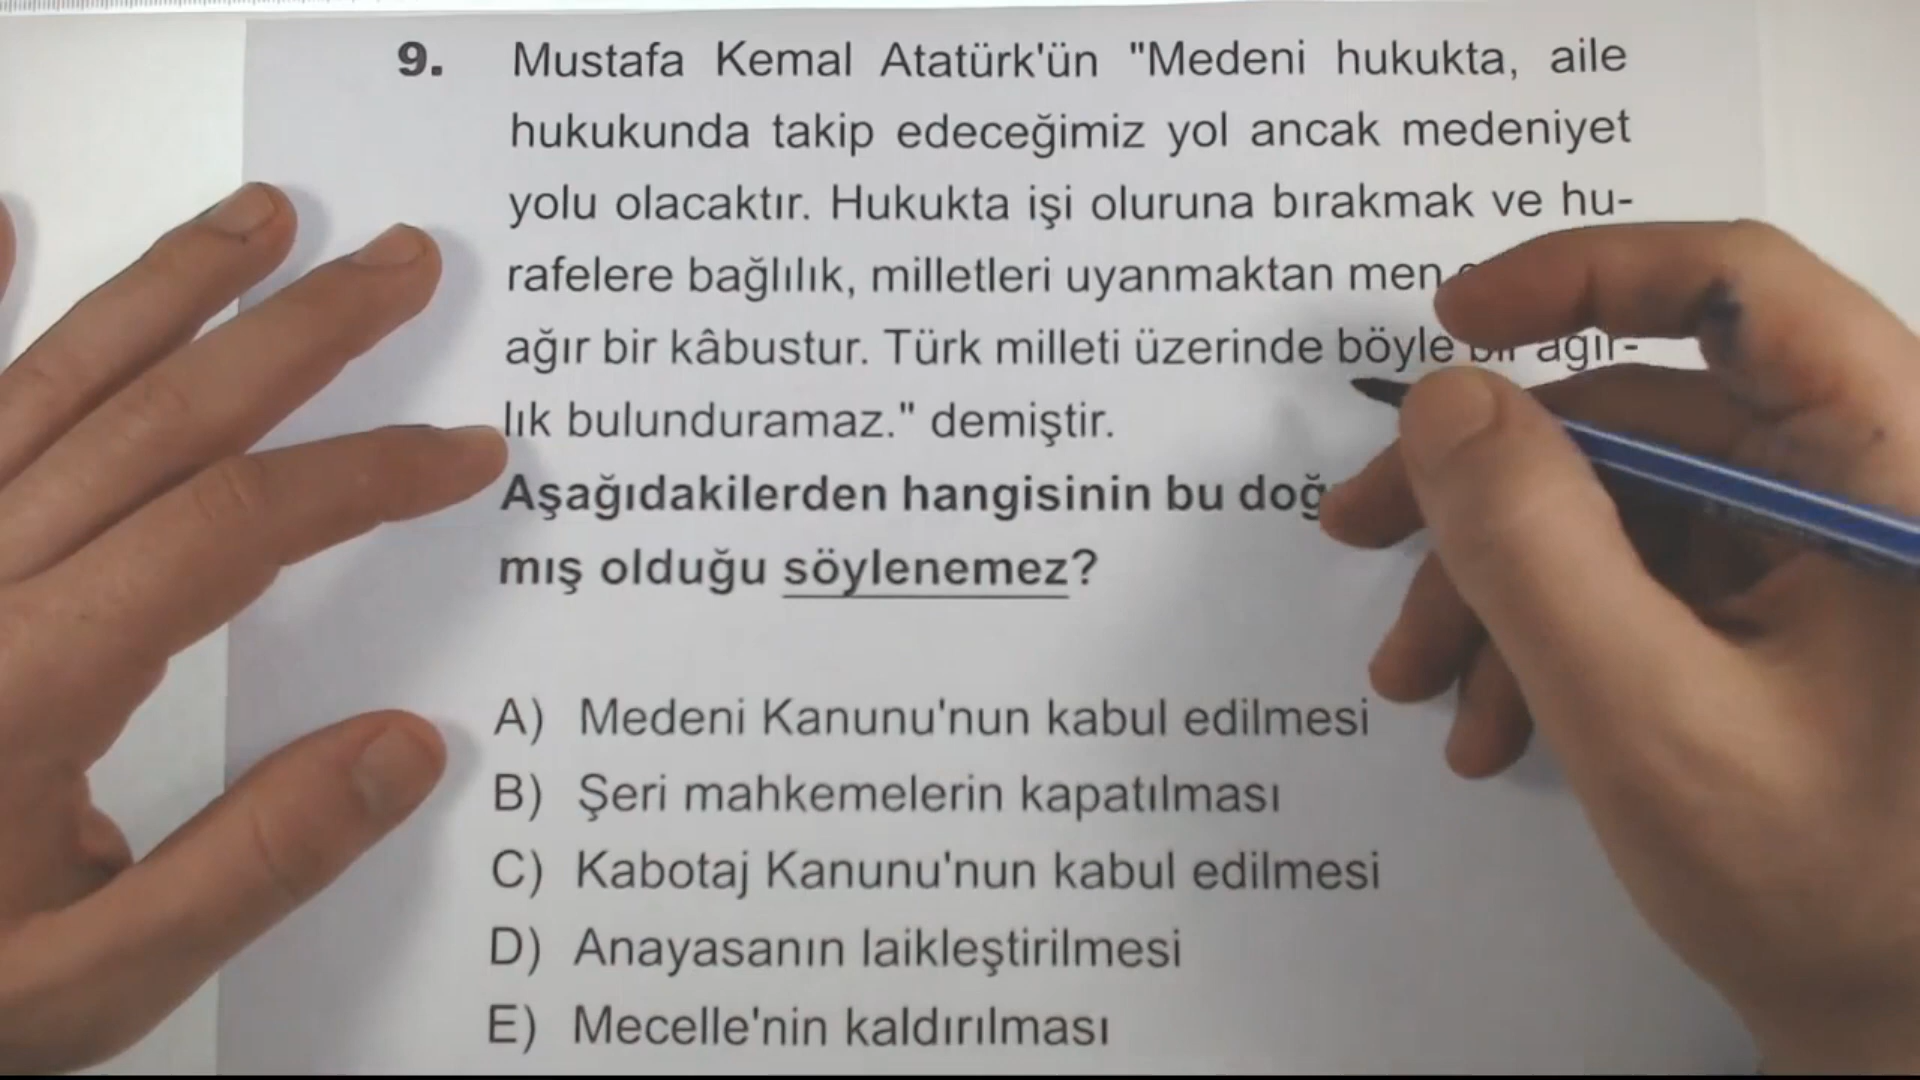 9. Mustafa Kemal Atatürk'ün "Medeni hukukta, aile
hukukunda takip edeceğimiz yol ancak medeniyet
yolu olacaktır. Hukukta işi oluruna bırakmak ve hu-
rafelere bağlılık, milletleri uyanmaktan men
ağır bir kâbustur. Türk milleti üzerinde böyle bir ağır-
lık bulunduramaz." demiştir.
Aşağıdakilerden hangisinin bu
mış olduğu söylenemez?
A) Medeni Kanunu'nun kabul edilmesi
B) Şeri mahkemelerin kapatılması
C) Kabotaj Kanunu'nun kabul edilmesi
D) Anayasanın laikleştirilmesi
E) Mecelle'nin kaldırılması